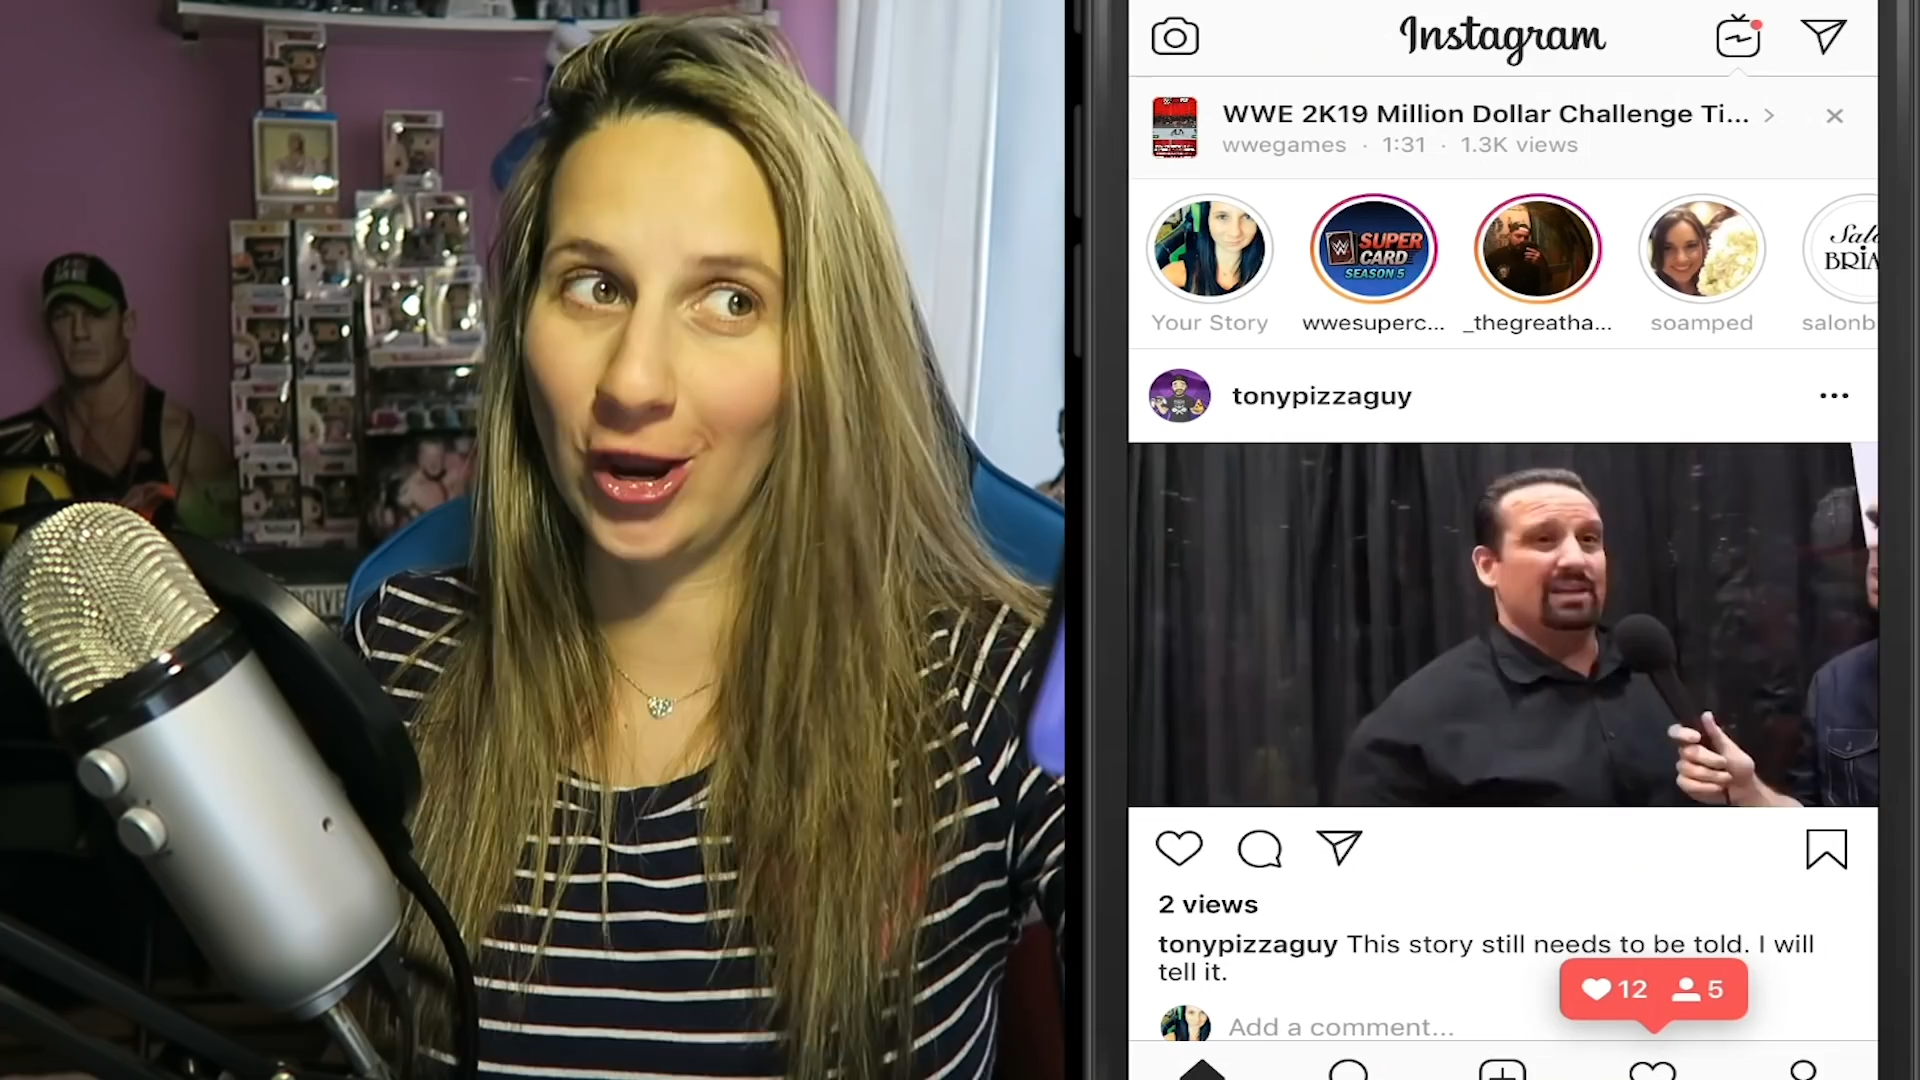 Instagram
WWE 2K19 Million Dollar Challenge Ti...
wwegames · 1:31 · 1.3K views
SUPER
CARD
SEASON 5
Salo
BRIA
Your Story
wwesuperc...
_thegreatha...
soamped
salonb
tonypizzaguy
2 views
tonypizzaguy This story still needs to be told. I will
tell it.
12 5
Add a comment...